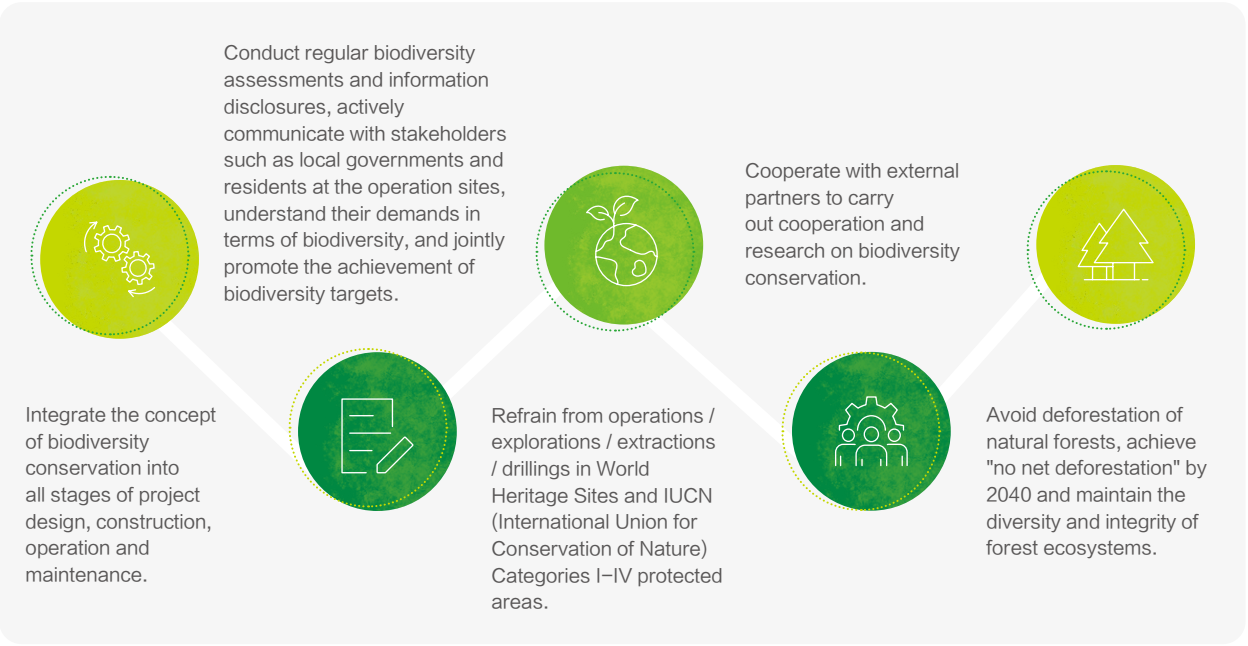 Integrate the concept
of biodiversity
conservation into
all stages of project
design, construction,
operation and
maintenance.
Conduct regular biodiversity
assessments and information
disclosures, actively
communicate with stakeholders
such as local governments and
residents at the operation sites,
understand their demands in
terms of biodiversity, and jointly
promote the achievement of
biodiversity targets.
Refrain from operations /
explorations / extractions
/ drillings in World
Heritage Sites and IUCN
(International Union for
Conservation of Nature)
Categories I–IV protected
areas.
Cooperate with external
partners to carry
out cooperation and
research on biodiversity
conservation.
Avoid deforestation of
natural forests, achieve
"no net deforestation" by
2040 and maintain the
diversity and integrity of
forest ecosystems.